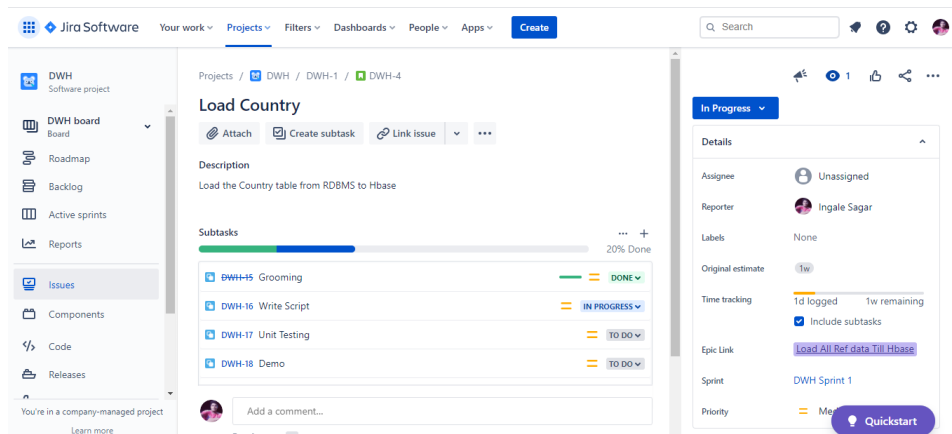 Jira Software Your work Projects Filters Dashboards People Apps Create Search
DWH
Software project
DWH board
Board
Roadmap
Backlog
Active sprints
Reports
Issues
Components
Code
Releases
You're in a company-managed project
Learn more
Projects / DWH / DWH-1 / DWH-4
Load Country
Attach Create subtask Link issue
Description
Load the Country table from RDBMS to Hbase
Subtasks
20% Done
DWH-15 Grooming DONE
DWH-16 Write Script IN PROGRESS
DWH-17 Unit Testing TO DO
DWH-18 Demo TO DO
Add a comment...
1
In Progress
Details
Assignee Unassigned
Reporter Ingale Sagar
Labels None
Original estimate 1w
Time tracking 1d logged 1w remaining
Include subtasks
Epic Link Load All Ref data Till Hbase
Sprint DWH Sprint 1
Priority
Quickstart